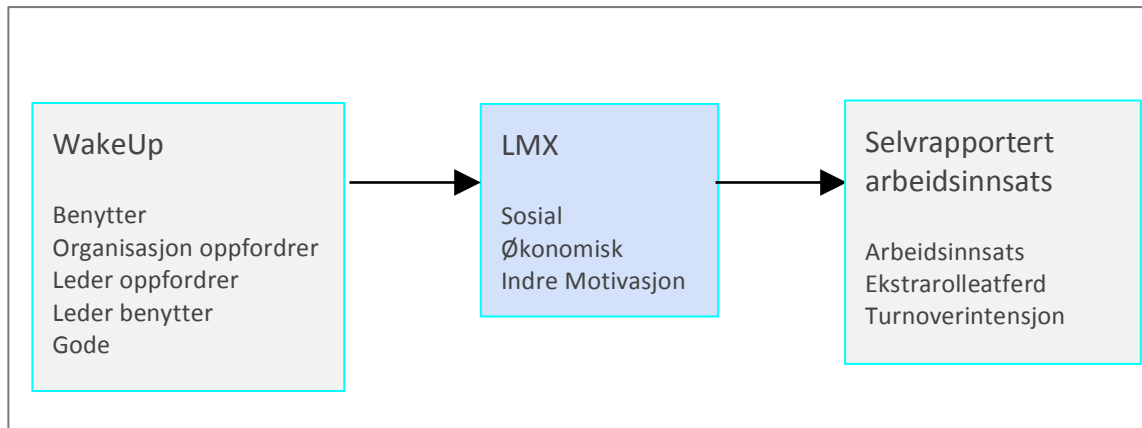 WakeUp
Benytter
Organisasjon oppfordrer
Leder oppfordrer
Leder benytter
Gode
LMX
Sosial
Økonomisk
Indre Motivasjon
Selvrapportert
arbeidsinnsats
Arbeidsinnsats
Ekstrarolleatferd
Turnoverintensjon